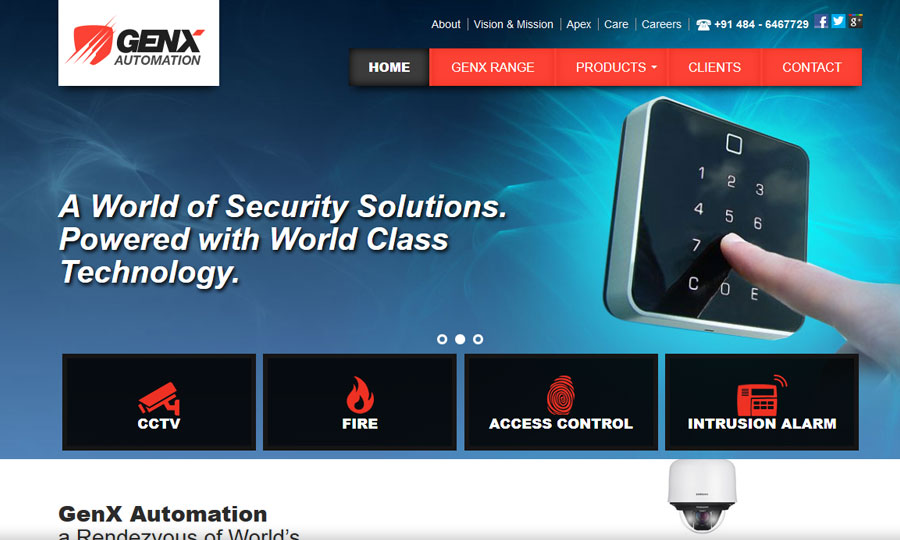 GENX
AUTOMATION
About | Vision & Mission | Apex | Care | Careers | +91 484 - 6467729
HOME GENX RANGE PRODUCTS CLIENTS CONTACT
A World of Security Solutions.
Powered with World Class
Technology.
1 2 3
4 5 6
7
C O E
CCTV FIRE ACCESS CONTROL INTRUSION ALARM
GenX Automation
a Rendezvous of World's